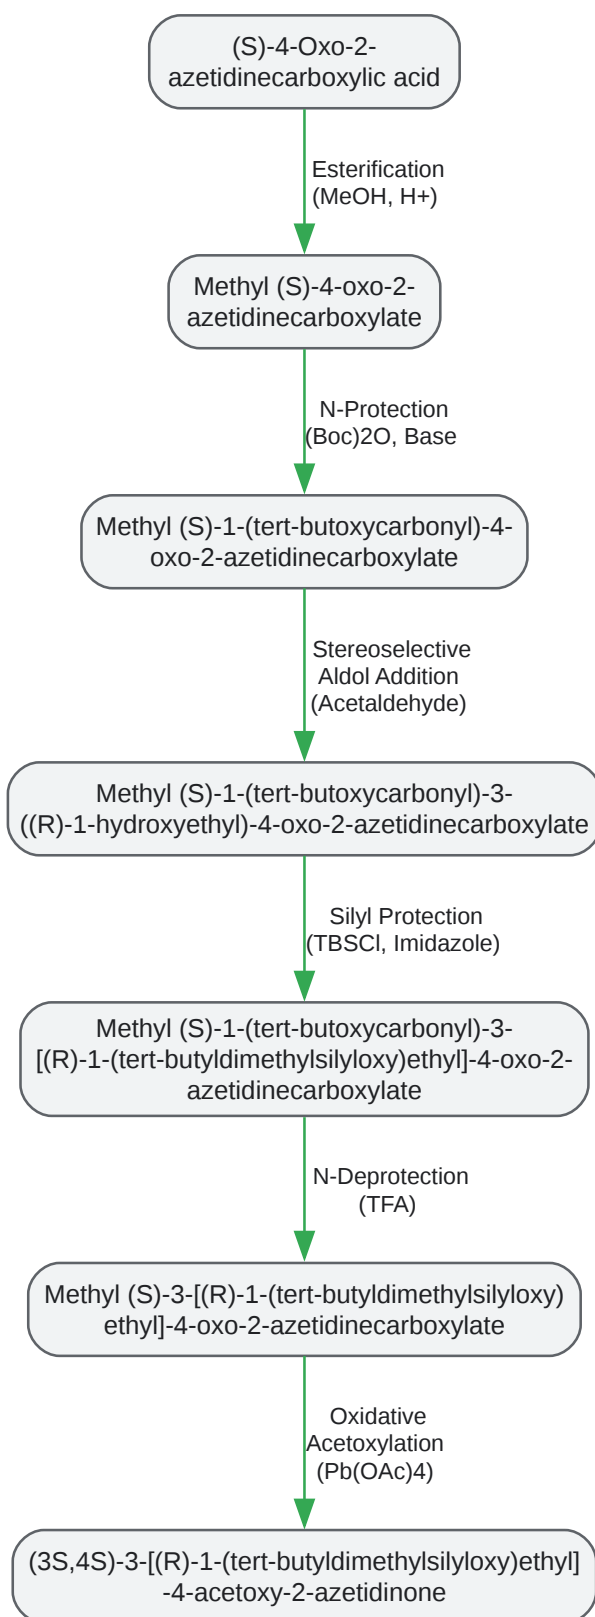 (S)-4-Oxo-2-
azetidinecarboxylic acid
Esterification
(MeOH, H+)
Methyl (S)-4-oxo-2-
azetidinecarboxylate
N-Protection
(Boc)2O, Base
Methyl (S)-1-(tert-butoxycarbonyl)-4-
oxo-2-azetidinecarboxylate
Stereoselective
Aldol Addition
(Acetaldehyde)
Methyl (S)-1-(tert-butoxycarbonyl)-3-
((R)-1-hydroxyethyl)-4-oxo-2-azetidinecarboxylate
Silyl Protection
(TBSCl, Imidazole)
Methyl (S)-1-(tert-butoxycarbonyl)-3-
[(R)-1-(tert-butyldimethylsilyloxy)ethyl]-4-oxo-2-
azetidinecarboxylate
N-Deprotection
(TFA)
Methyl (S)-3-[(R)-1-(tert-butyldimethylsilyloxy)
ethyl]-4-oxo-2-azetidinecarboxylate
Oxidative
Acetoxylation
(Pb(OAc)4)
(3S,4S)-3-[(R)-1-(tert-butyldimethylsilyloxy)ethyl]
-4-acetoxy-2-azetidinone